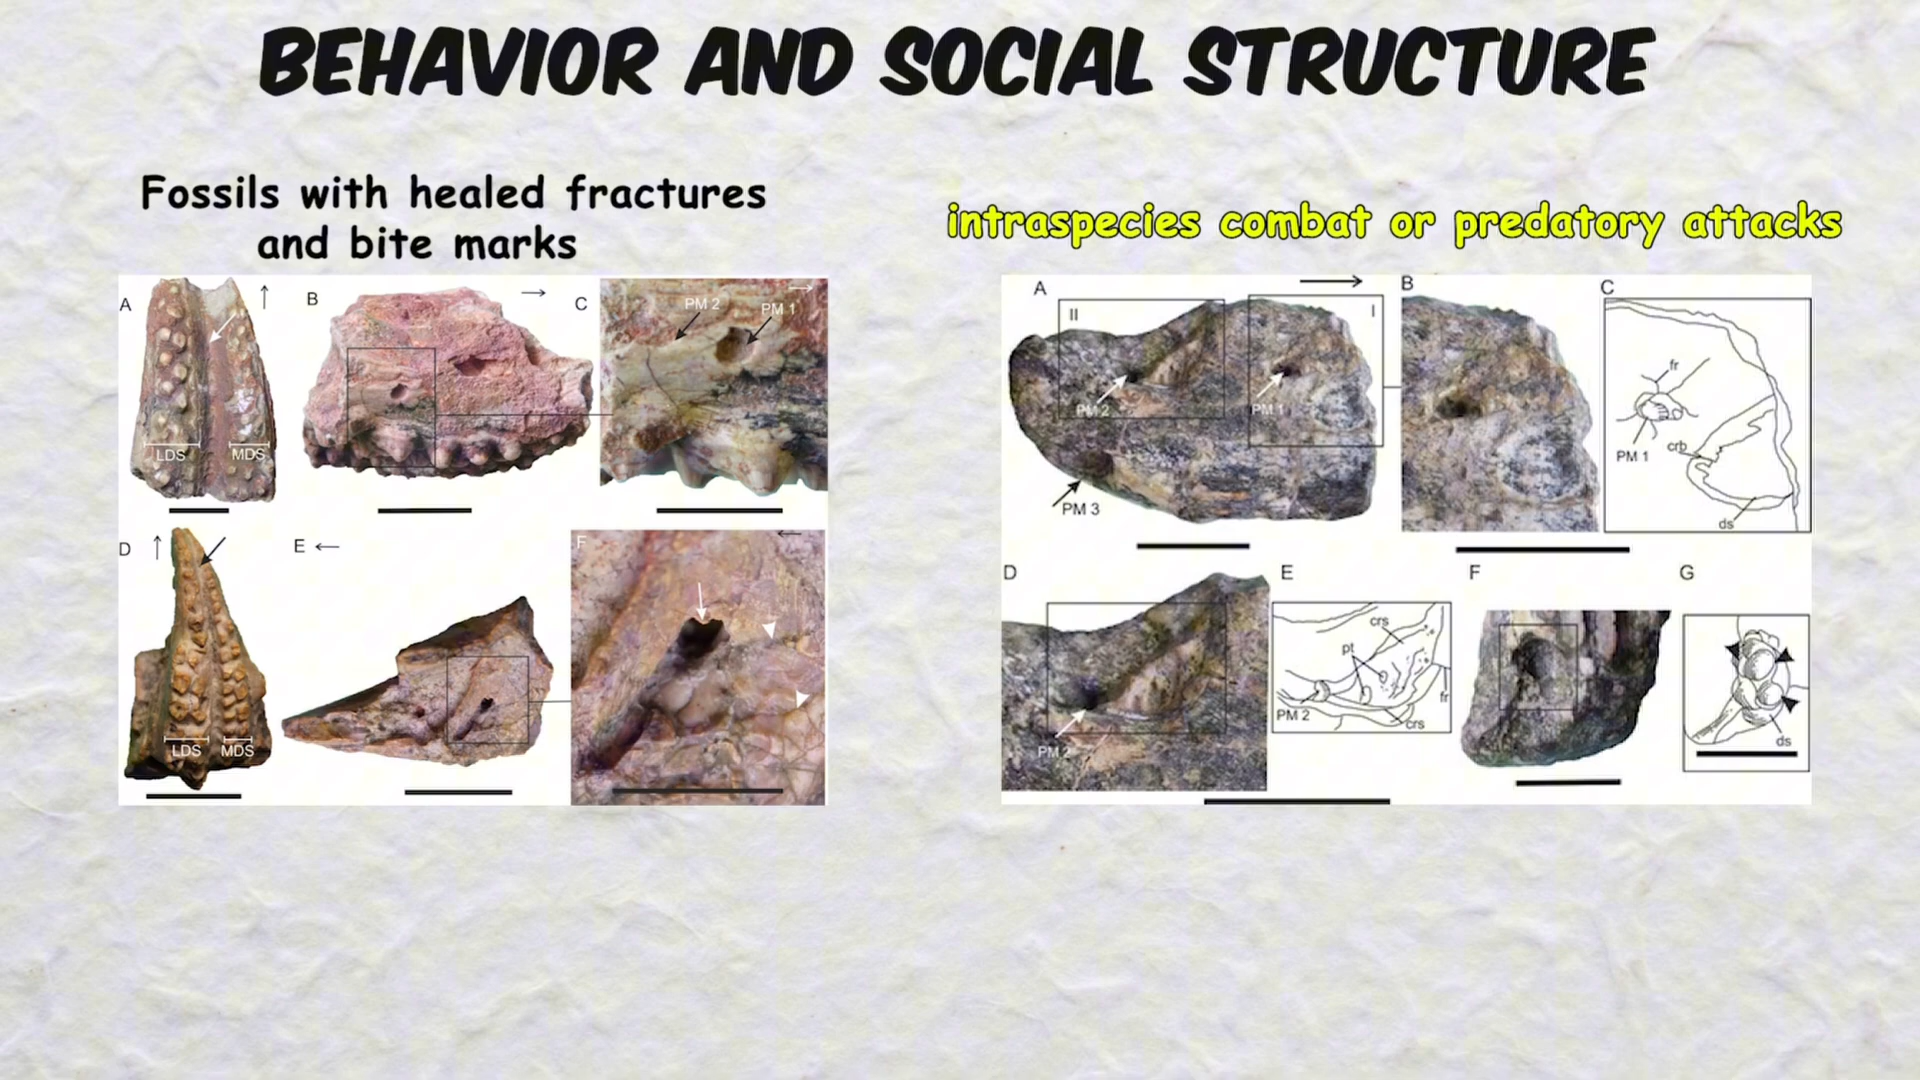 BEHAVIOR AND SOCIAL STRUCTURE
Fossils with healed fractures
and bite marks
A
B
C
PM 2
PM 1
LDS
MDS
D
E
F
LDS
MDS
intraspecies combat or predatory attacks
A
B
C
II
I
PM 2
PM 1
PM 3
fr
PM 1
crb
ds
D
E
F
G
PM 2
crs
pt
fr
PM 2
crs
ds